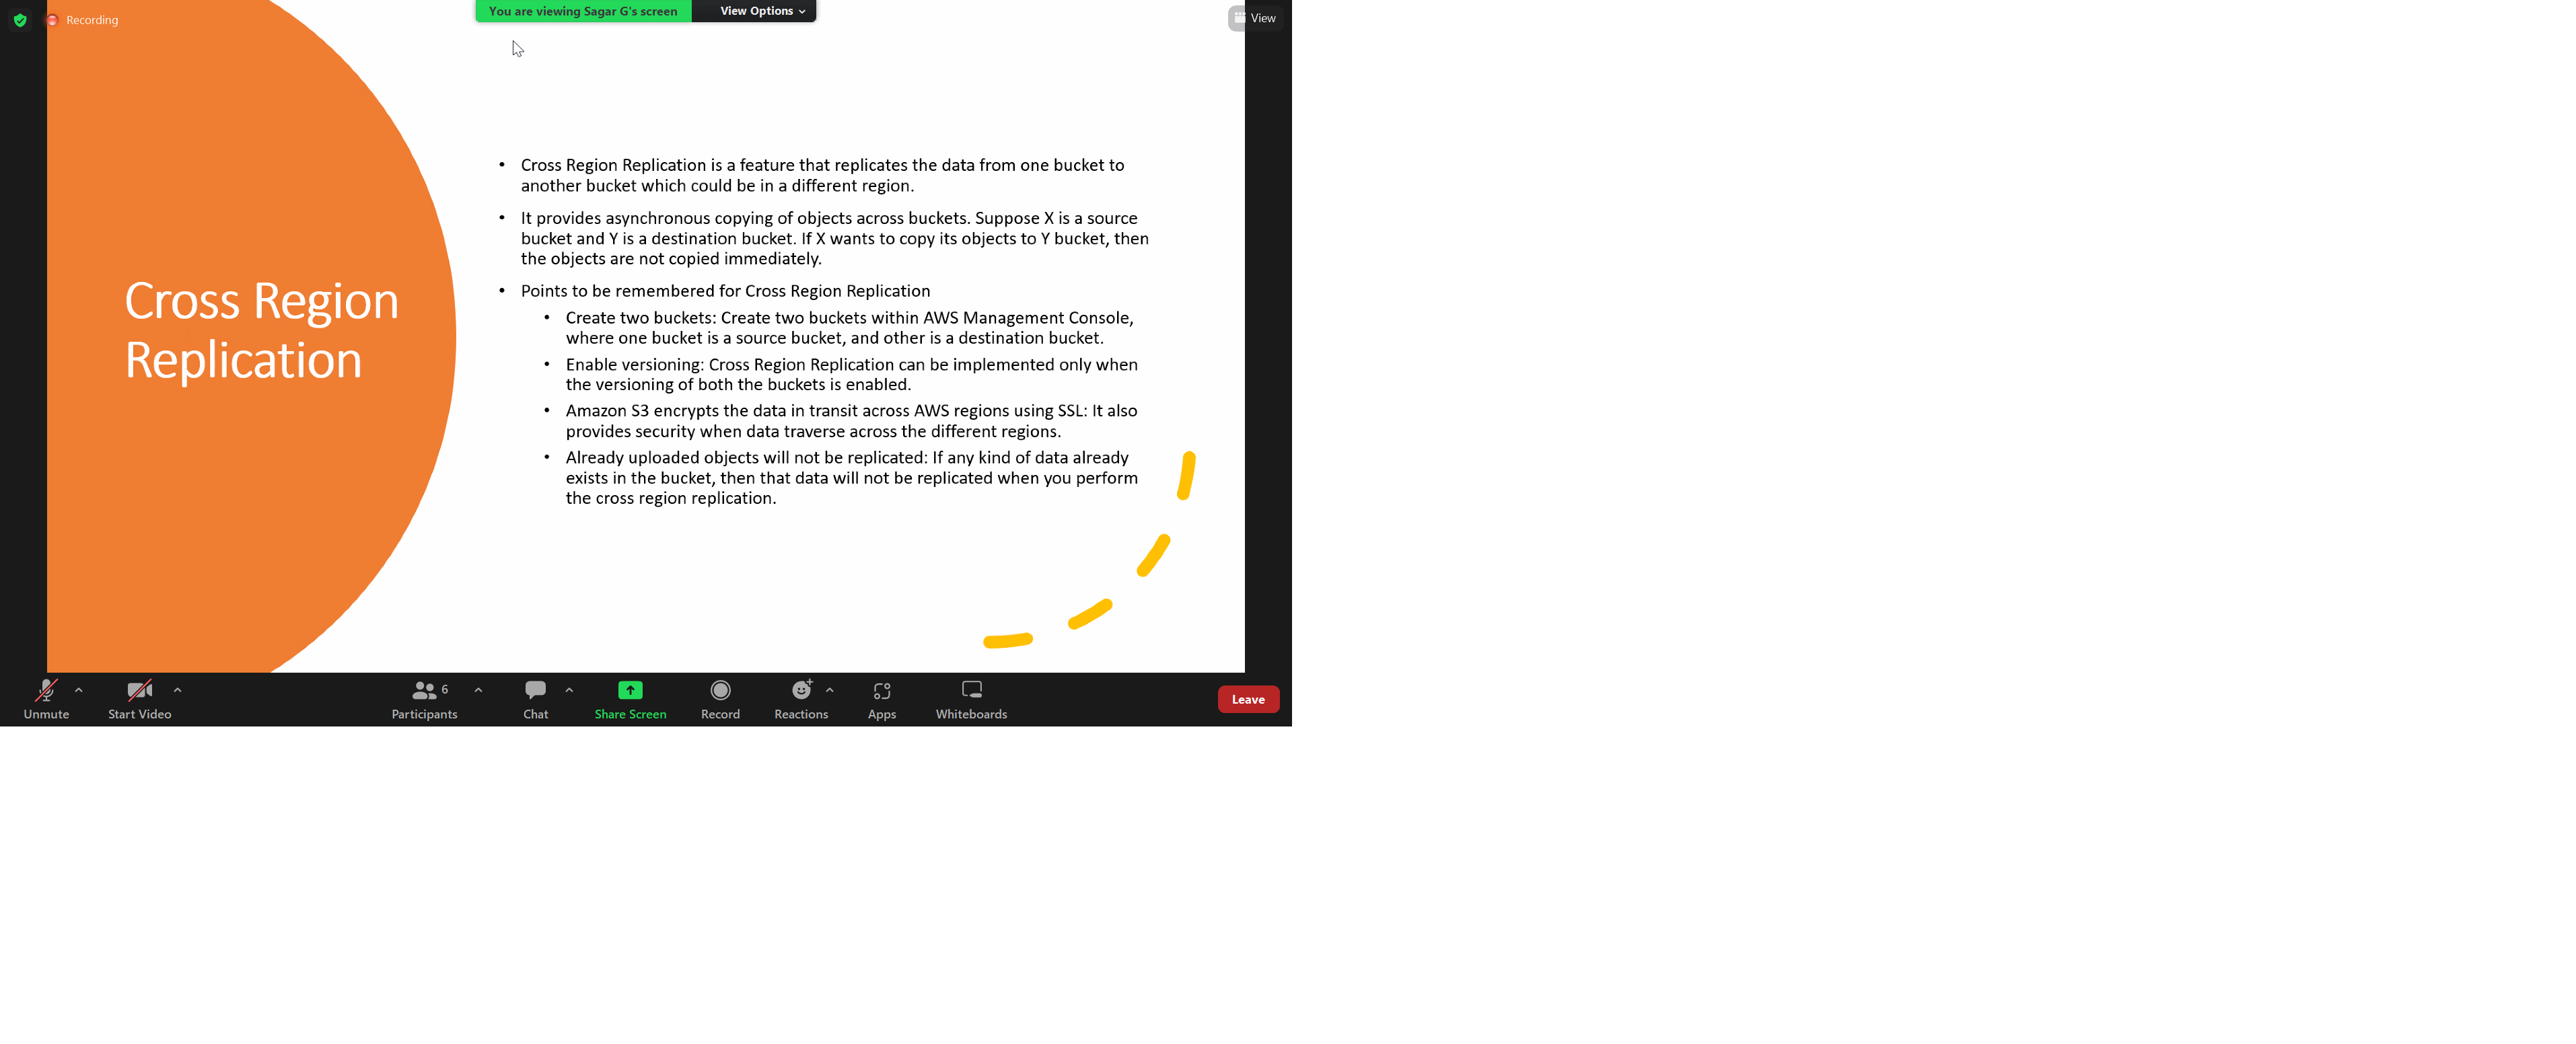 Recording
You are viewing Sagar G's screen
View Options
View
Cross Region
Replication
• Cross Region Replication is a feature that replicates the data from one bucket to
another bucket which could be in a different region.
• It provides asynchronous copying of objects across buckets. Suppose X is a source
bucket and Y is a destination bucket. If X wants to copy its objects to Y bucket, then
the objects are not copied immediately.
• Points to be remembered for Cross Region Replication
• Create two buckets: Create two buckets within AWS Management Console,
where one bucket is a source bucket, and other is a destination bucket.
• Enable versioning: Cross Region Replication can be implemented only when
the versioning of both the buckets is enabled.
• Amazon S3 encrypts the data in transit across AWS regions using SSL: It also
provides security when data traverse across the different regions.
• Already uploaded objects will not be replicated: If any kind of data already
exists in the bucket, then that data will not be replicated when you perform
the cross region replication.
6
Unmute
Start Video
Participants
Chat
Share Screen
Record
Reactions
Apps
Whiteboards
Leave